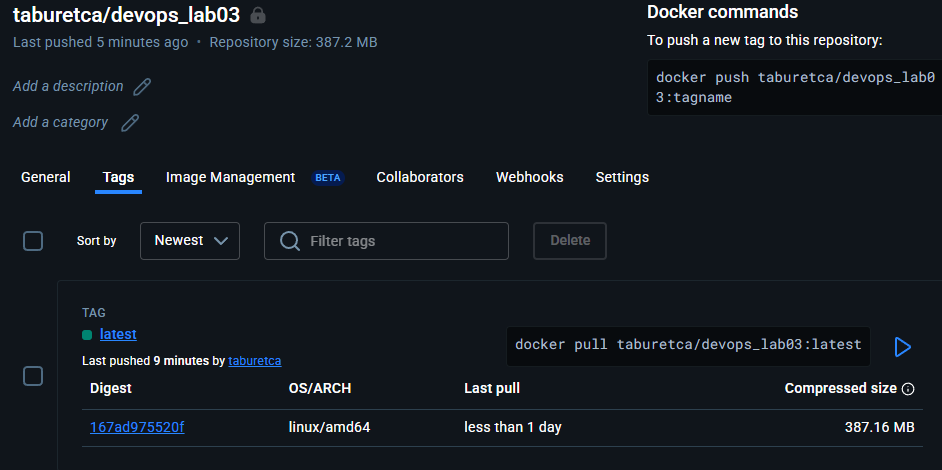 taburetca/devops_lab03
Last pushed 5 minutes ago • Repository size: 387.2 MB
Add a description
Add a category
Docker commands
To push a new tag to this repository:
docker push taburetca/devops_lab0
3:tagname
General Tags Image Management BETA Collaborators Webhooks Settings
Sort by Newest Filter tags Delete
TAG
latest
docker pull taburetca/devops_lab03:latest
Last pushed 9 minutes by taburetca
Digest OS/ARCH Last pull Compressed size
167ad975520f linux/amd64 less than 1 day 387.16 MB